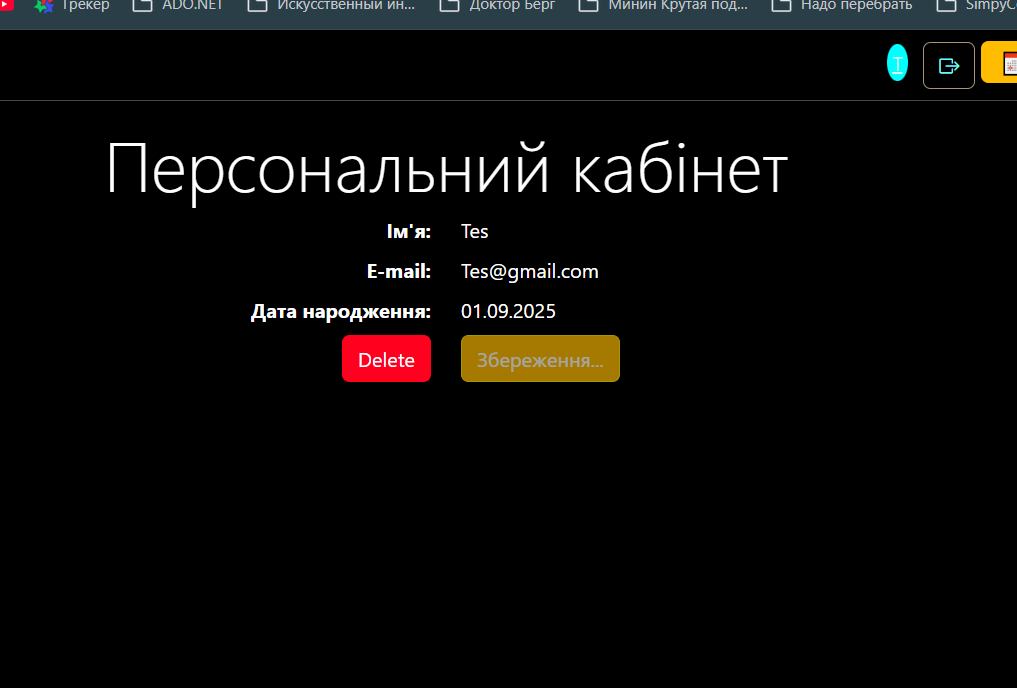 Трекер ADO.NET Искусственный ин... Доктор Берг Минин Крутая под... Надо перебрать
Персональний кабінет
Ім'я: Tes
E-mail: Tes@gmail.com
Дата народження: 01.09.2025
Delete Збереження...